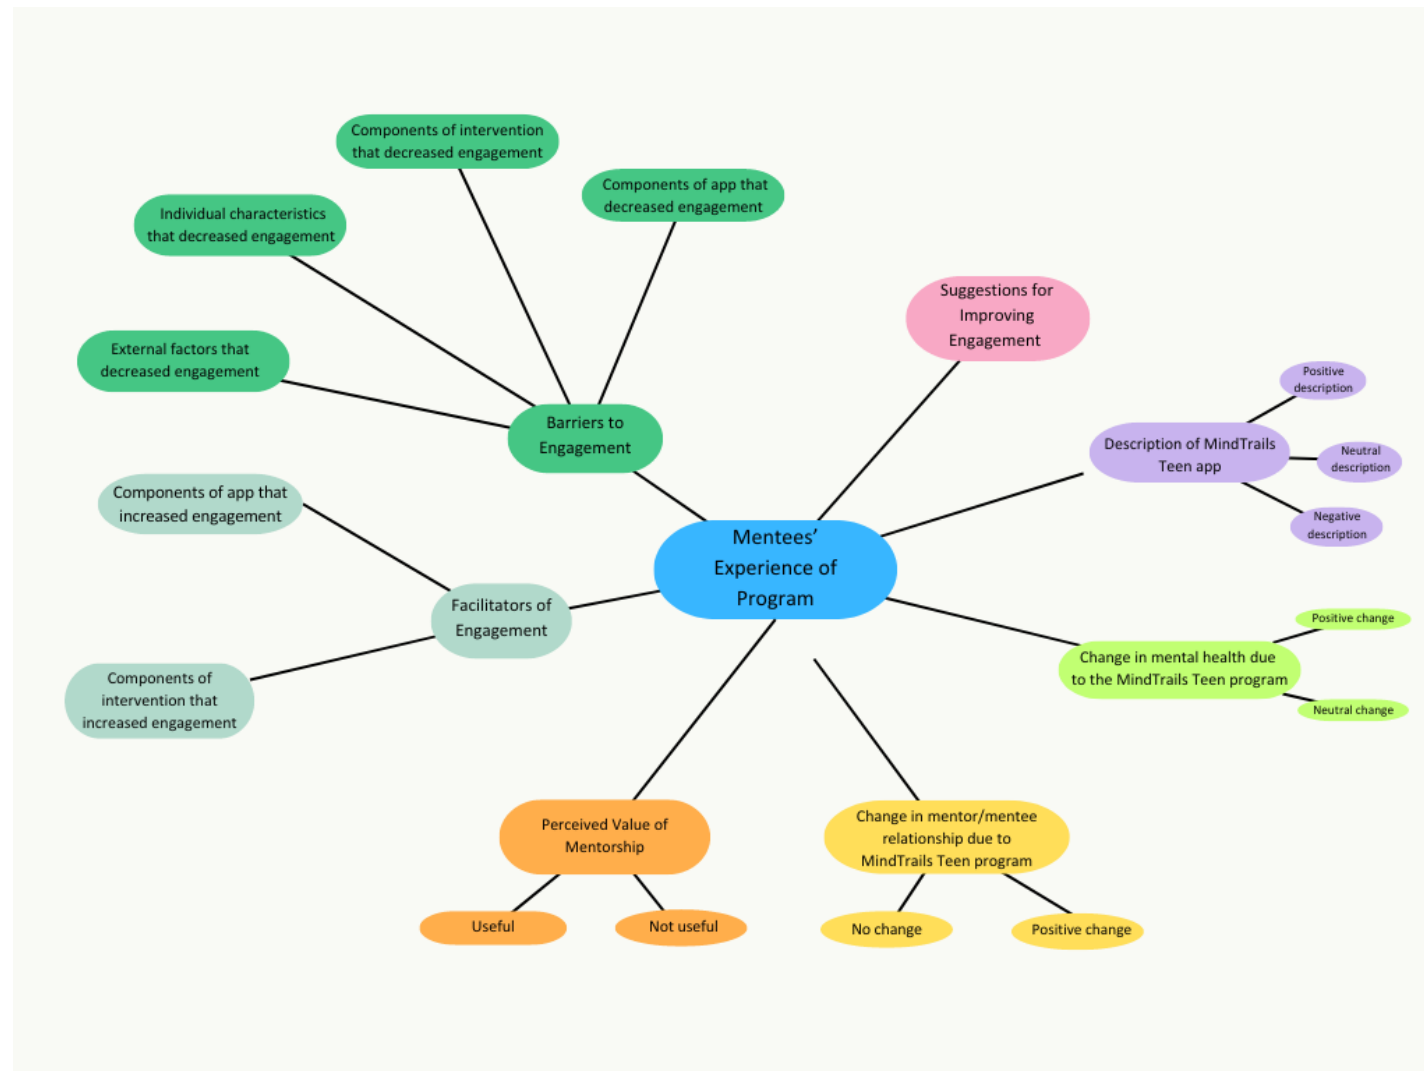 Components of intervention
that decreased engagement
Components of app that
decreased engagement
Individual characteristics
that decreased engagement
Suggestions for
Improving
Engagement
External factors that
decreased engagement
Positive
description
Barriers to
Engagement
Description of MindTrails
Teen app
Neutral
description
Components of app that
increased engagement
Negative
description
Mentees’
Experience of
Program
Facilitators of
Engagement
Positive change
Change in mental health due
to the MindTrails Teen program
Neutral change
Components of
intervention that
increased engagement
Perceived Value of
Mentorship
Change in mentor/mentee
relationship due to
MindTrails Teen program
Useful
Not useful
No change
Positive change